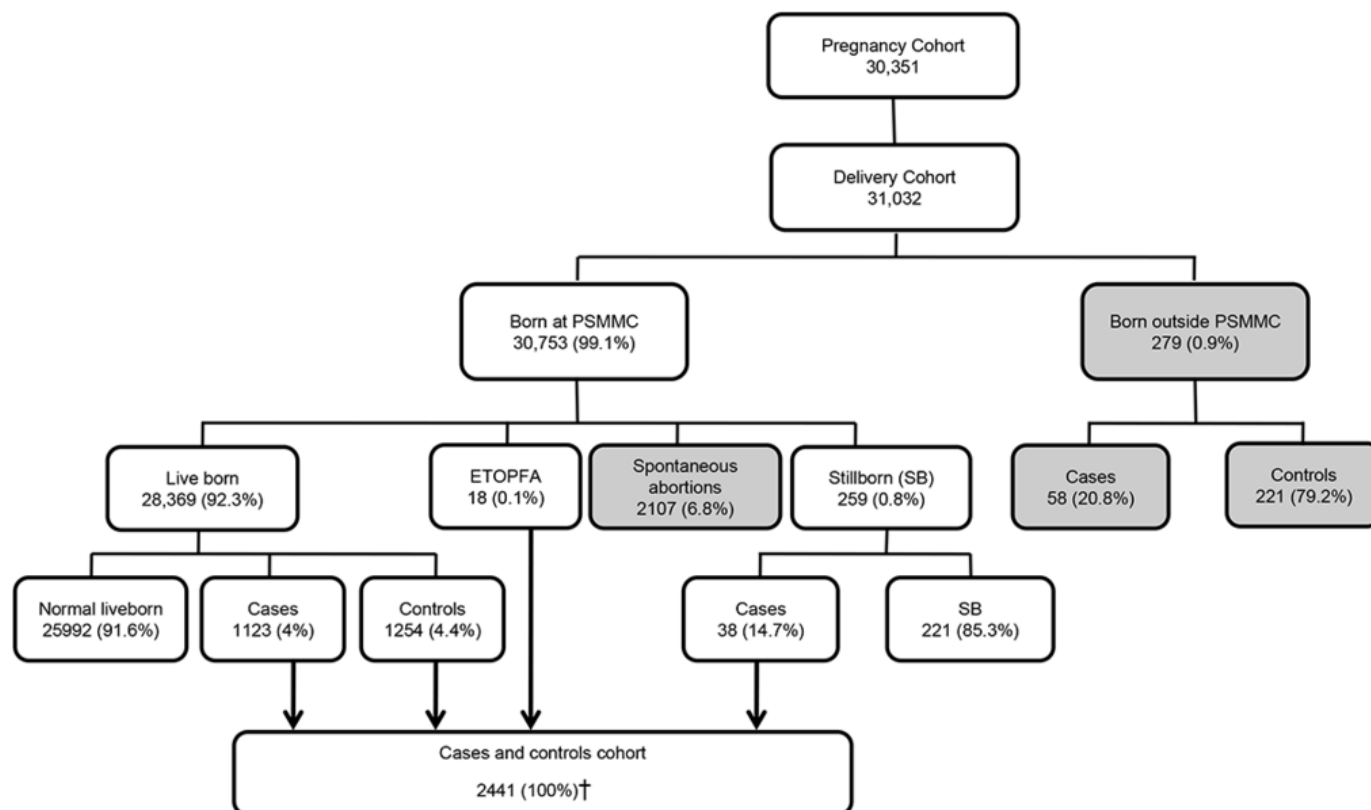 Pregnancy Cohort
30,351
Delivery Cohort
31,032
Born at PSMMC
30,753 (99.1%)
Born outside PSMMC
279 (0.9%)
Live born
28,369 (92.3%)
ETOPFA
18 (0.1%)
Spontaneous
abortions
2107 (6.8%)
Stillborn (SB)
259 (0.8%)
Cases
58 (20.8%)
Controls
221 (79.2%)
Normal liveborn
25992 (91.6%)
Cases
1123 (4%)
Controls
1254 (4.4%)
Cases
38 (14.7%)
SB
221 (85.3%)
Cases and controls cohort
2441 (100%)†